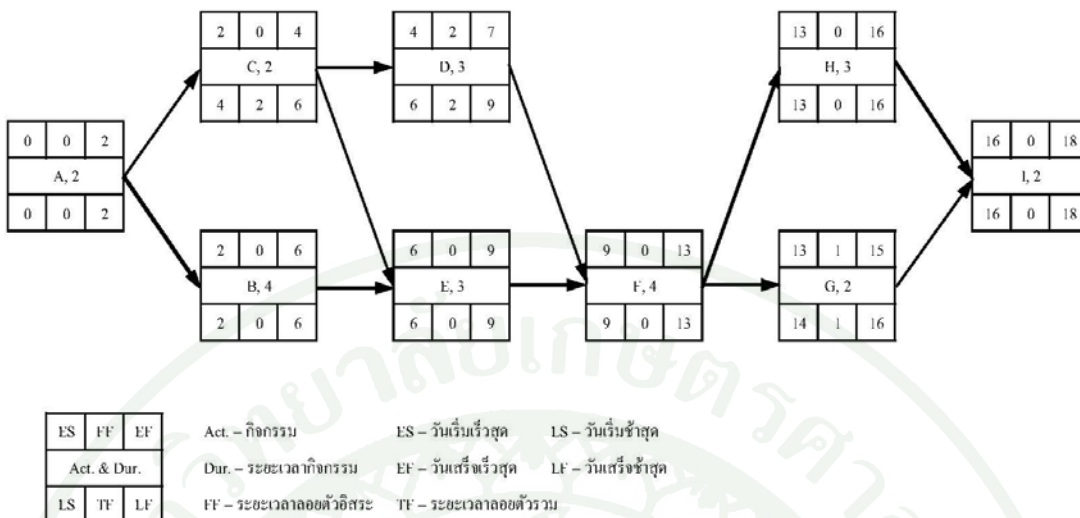 2 0 4
C, 2
4 2 6
4 2 7
D, 3
6 2 9
13 0 16
H, 3
13 0 16
0 0 2
A, 2
0 0 2
16 0 18
I, 2
16 0 18
2 0 6
B, 4
2 0 6
6 0 9
E, 3
6 0 9
9 0 13
F, 4
9 0 13
13 1 15
G, 2
14 1 16
ES FF EF
Act. & Dur.
LS TF LF
Act. – กิจกรรม ES – วันเริ่มเร็วสุด LS – วันเริ่มช้าสุด
Dur. – ระยะเวลากิจกรรม EF – วันเสร็จเร็วสุด LF – วันเสร็จช้าสุด
FF – ระยะเวลาลอยตัวอิสระ TF – ระยะเวลาลอยตัวรวม